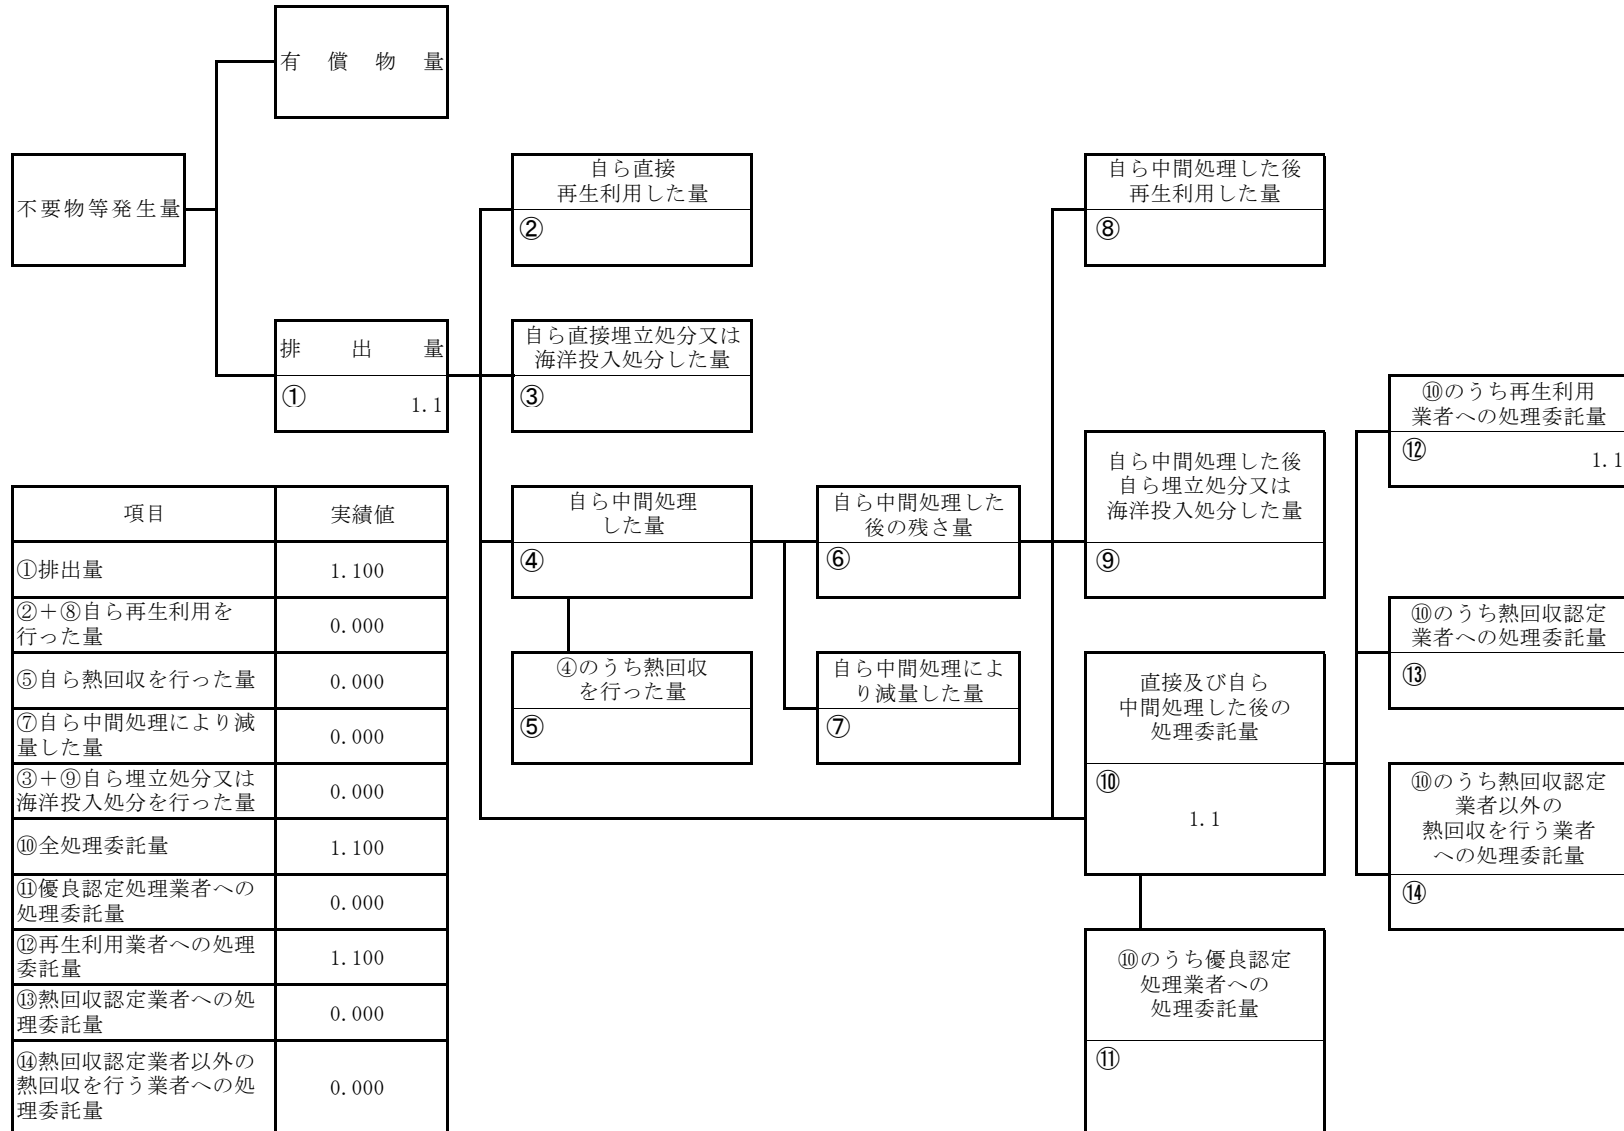 有償物量
不要物等発生量
排出量
①
1.1
自ら直接
再生利用した量
②
自ら直接埋立処分又は
海洋投入処分した量
③
自ら中間処理
した量
④
④のうち熱回収
を行った量
⑤
自ら中間処理した
後の残さ量
⑥
自ら中間処理によ
り減量した量
⑦
自ら中間処理した後
再生利用した量
⑧
自ら中間処理した後
自ら埋立処分又は
海洋投入処分した量
⑨
直接及び自ら
中間処理した後の
処理委託量
⑩
1.1
⑩のうち優良認定
処理業者への
処理委託量
⑪
⑩のうち再生利用
業者への処理委託量
⑫
1.1
⑩のうち熱回収認定
業者への処理委託量
⑬
⑩のうち熱回収認定
業者以外の
熱回収を行う業者
への処理委託量
⑭
項目 実績値
①排出量 1.100
②+⑧自ら再生利用を
行った量 0.000
⑤自ら熱回収を行った量 0.000
⑦自ら中間処理により減
量した量 0.000
③+⑨自ら埋立処分又は
海洋投入処分を行った量 0.000
⑩全処理委託量 1.100
⑪優良認定処理業者への
処理委託量 0.000
⑫再生利用業者への処理
委託量 1.100
⑬熱回収認定業者への処
理委託量 0.000
⑭熱回収認定業者以外の
熱回収を行う業者への処
理委託量 0.000